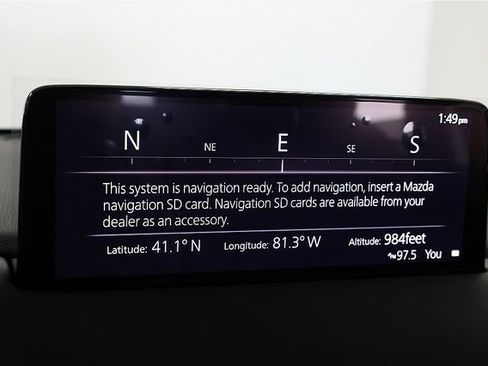 1:49pm
N NE E SE S
This system is navigation ready. To add navigation, insert a Mazda
navigation SD card. Navigation SD cards are available from your
dealer as an accessory.
Latitude: 41.1° N Longitude: 81.3° W Altitude: 984feet
97.5 You